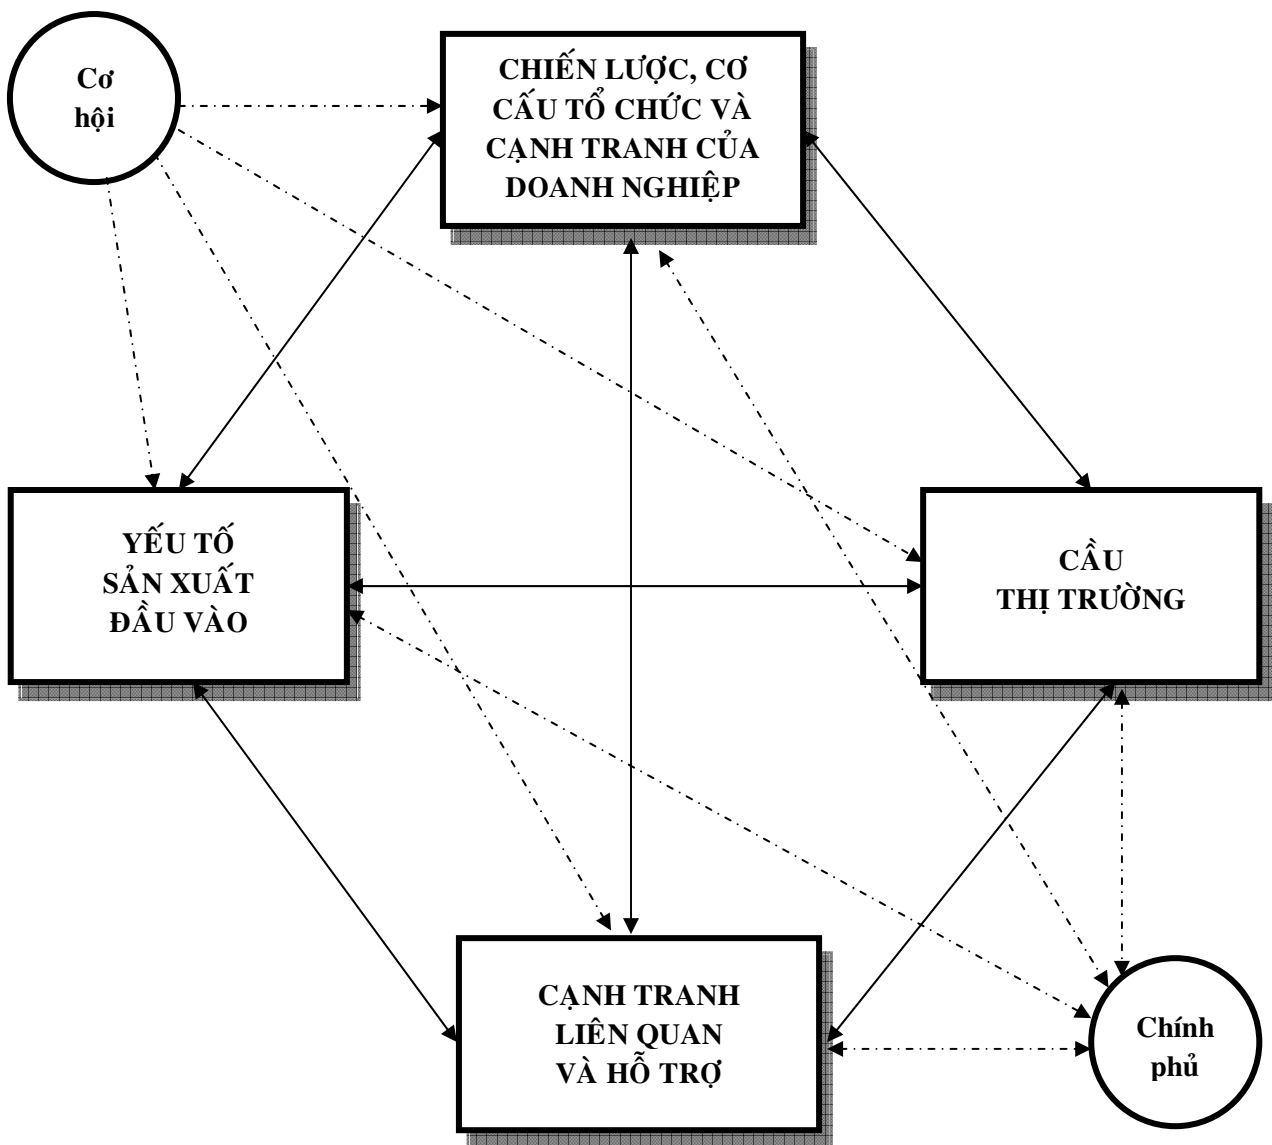 Cơ
hội
CHIẾN LƯỢC, CƠ
CẤU TỔ CHỨC VÀ
CẠNH TRANH CỦA
DOANH NGHIỆP
YẾU TỐ
SẢN XUẤT
ĐẦU VÀO
CẦU
THỊ TRƯỜNG
CẠNH TRANH
LIÊN QUAN
VÀ HỖ TRỢ
Chính
phủ